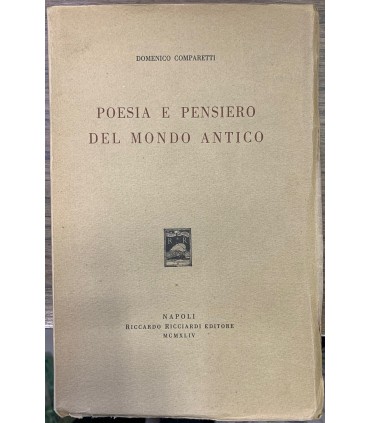 DOMENICO COMPARETTI
POESIA E PENSIERO
DEL MONDO ANTICO
NAPOLI
RICCARDO RICCIARDI EDITORE
MCMXLIV